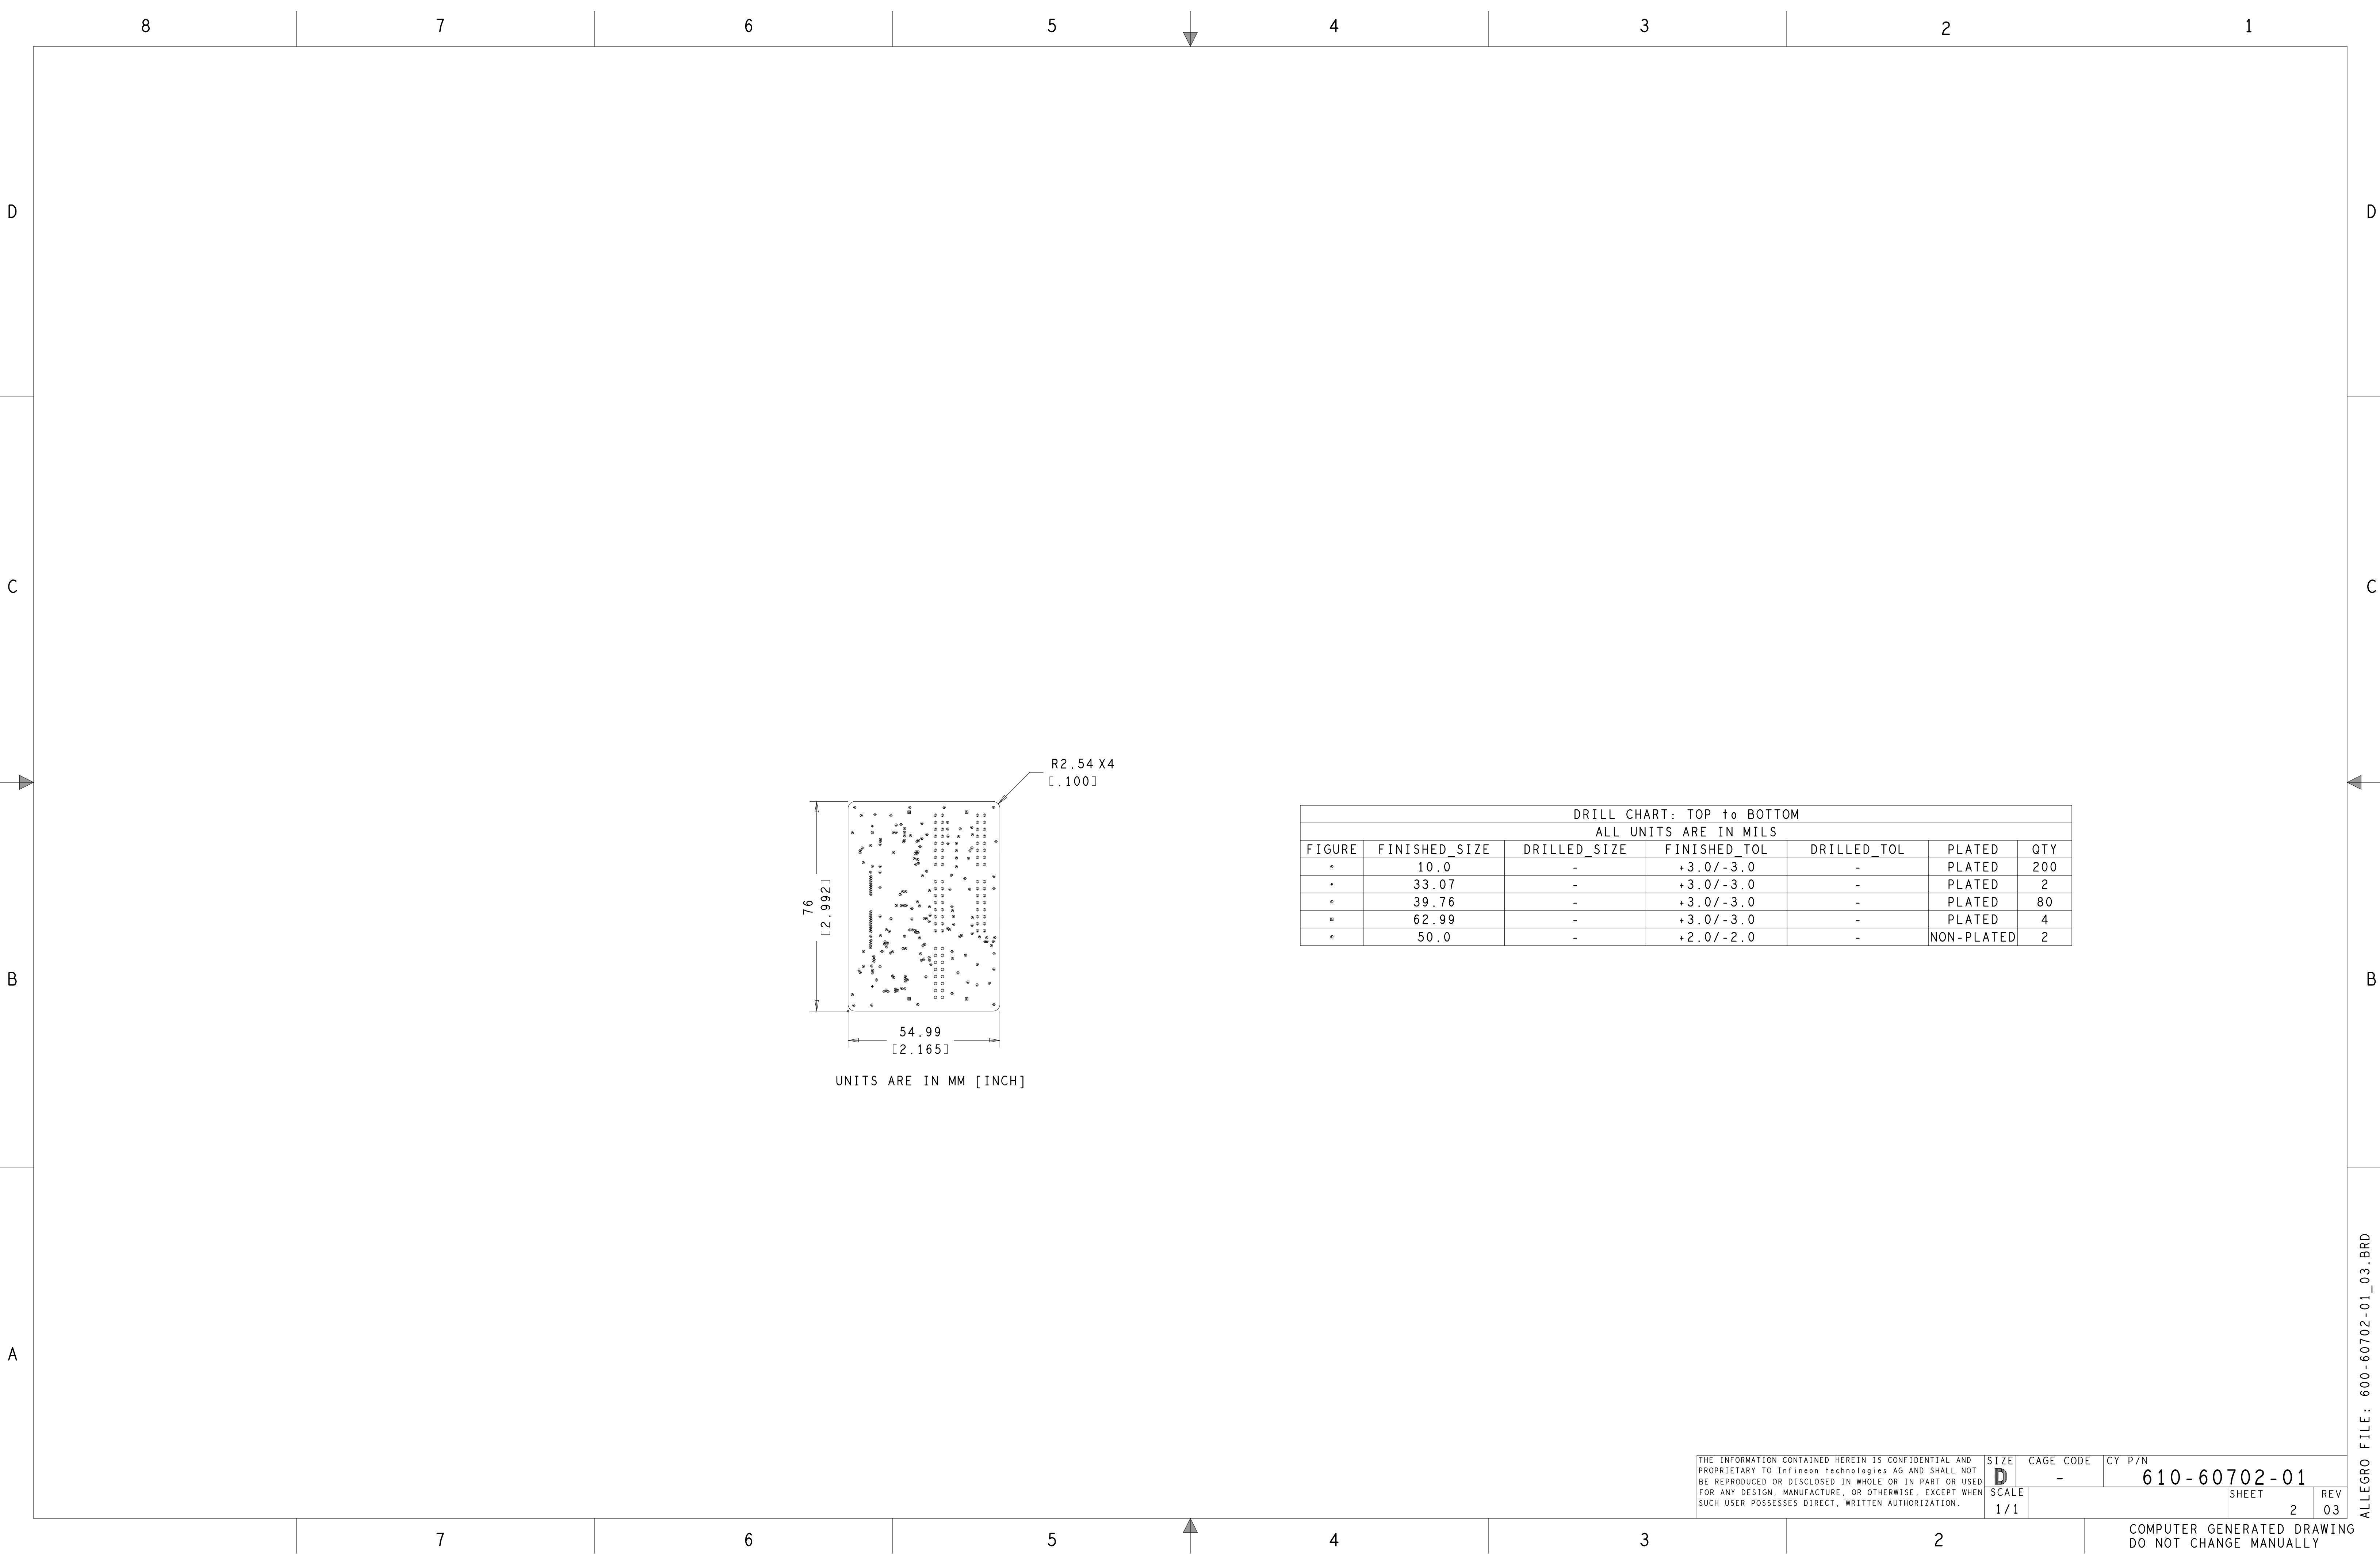 8 7 6 5 4 3 2 1
D D
C C
R2.54 X4
[.100]
76
[2.992]
54.99
[2.165]
UNITS ARE IN MM [INCH]
DRILL CHART: TOP to BOTTOM
ALL UNITS ARE IN MILS
FIGURE FINISHED_SIZE DRILLED_SIZE FINISHED_TOL DRILLED_TOL PLATED QTY
10.0 - +3.0/-3.0 - PLATED 200
33.07 - +3.0/-3.0 - PLATED 2
39.76 - +3.0/-3.0 - PLATED 80
62.99 - +3.0/-3.0 - PLATED 4
50.0 - +2.0/-2.0 - NON-PLATED 2
B B
A
ALLEGRO FILE: 600-60702-01_03.BRD
THE INFORMATION CONTAINED HEREIN IS CONFIDENTIAL AND
PROPRIETARY TO Infineon technologies AG AND SHALL NOT
BE REPRODUCED OR DISCLOSED IN WHOLE OR IN PART OR USED
FOR ANY DESIGN, MANUFACTURE, OR OTHERWISE, EXCEPT WHEN
SUCH USER POSSESSES DIRECT, WRITTEN AUTHORIZATION.
SIZE CAGE CODE CY P/N
D - 610-60702-01
SCALE SHEET REV
1/1 2 03
7 6 5 4 3 2
COMPUTER GENERATED DRAWING
DO NOT CHANGE MANUALLY